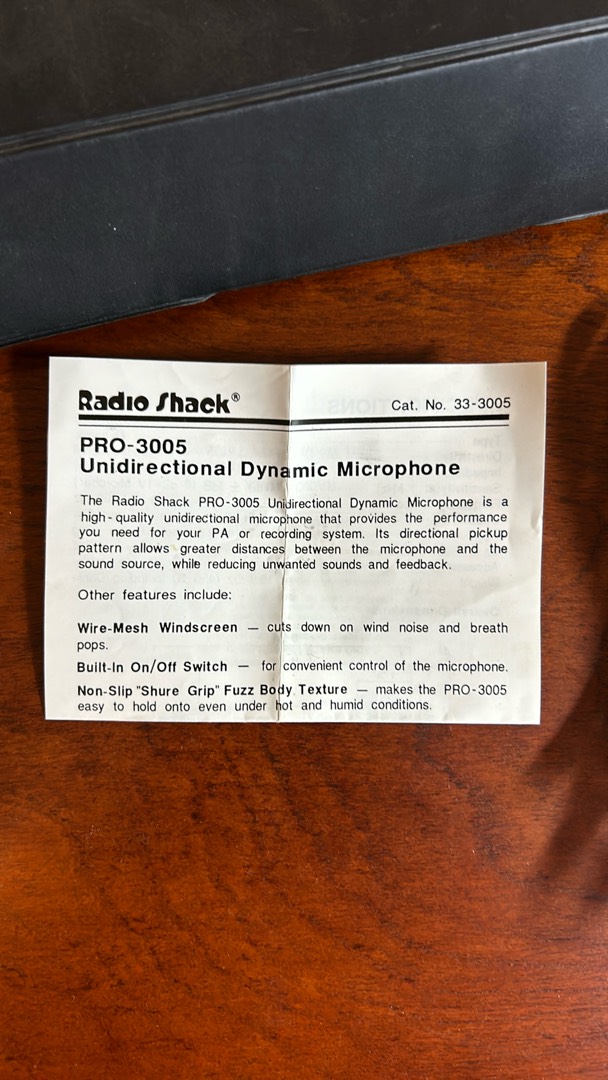 Radio Shack®
Cat. No. 33-3005
PRO-3005
Unidirectional Dynamic Microphone
The Radio Shack PRO-3005 Unidirectional Dynamic Microphone is a
high-quality unidirectional microphone that provides the performance
you need for your PA or recording system. Its directional pickup
pattern allows greater distances between the microphone and the
sound source, while reducing unwanted sounds and feedback.
Other features include:
Wire-Mesh Windscreen — cuts down on wind noise and breath
pops.
Built-In On/Off Switch — for convenient control of the microphone.
Non-Slip "Shure Grip" Fuzz Body Texture — makes the PRO-3005
easy to hold onto even under hot and humid conditions.